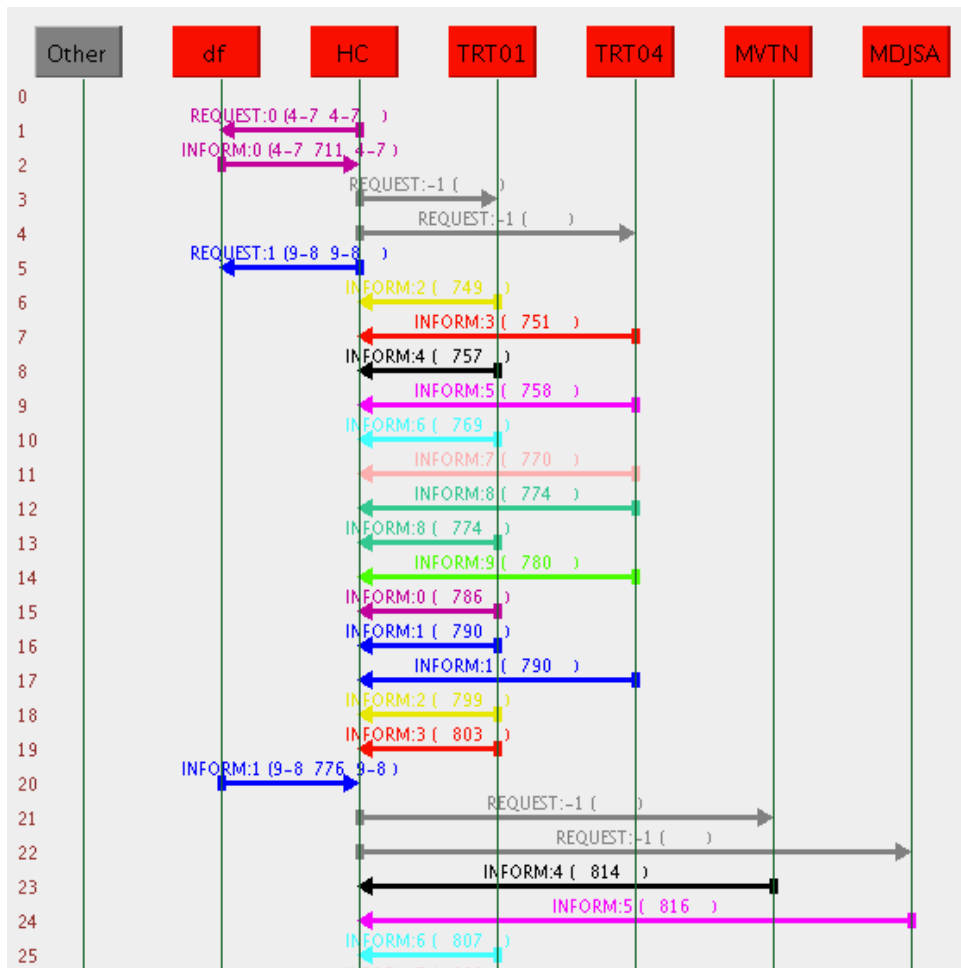 Other df HC TRT01 TRT04 MVTN MDJSA
0
REQUEST:0 (4-7 4-7 )
1
INFORM:0 (4-7 711 4-7 )
2
REQUEST:-1 ( )
3
REQUEST:-1 ( )
4
REQUEST:1 (9-8 9-8 )
5
INFORM:2 ( 749 )
6
INFORM:3 ( 751 )
7
INFORM:4 ( 757 )
8
INFORM:5 ( 758 )
9
INFORM:6 ( 769 )
10
INFORM:7 ( 770 )
11
INFORM:8 ( 774 )
12
INFORM:8 ( 774 )
13
INFORM:9 ( 780 )
14
INFORM:0 ( 786 )
15
INFORM:1 ( 790 )
16
INFORM:1 ( 790 )
17
INFORM:2 ( 799 )
18
INFORM:3 ( 803 )
19
INFORM:1 (9-8 776 9-8 )
20
REQUEST:-1 ( )
21
REQUEST:-1 ( )
22
INFORM:4 ( 814 )
23
INFORM:5 ( 816 )
24
INFORM:6 ( 807 )
25